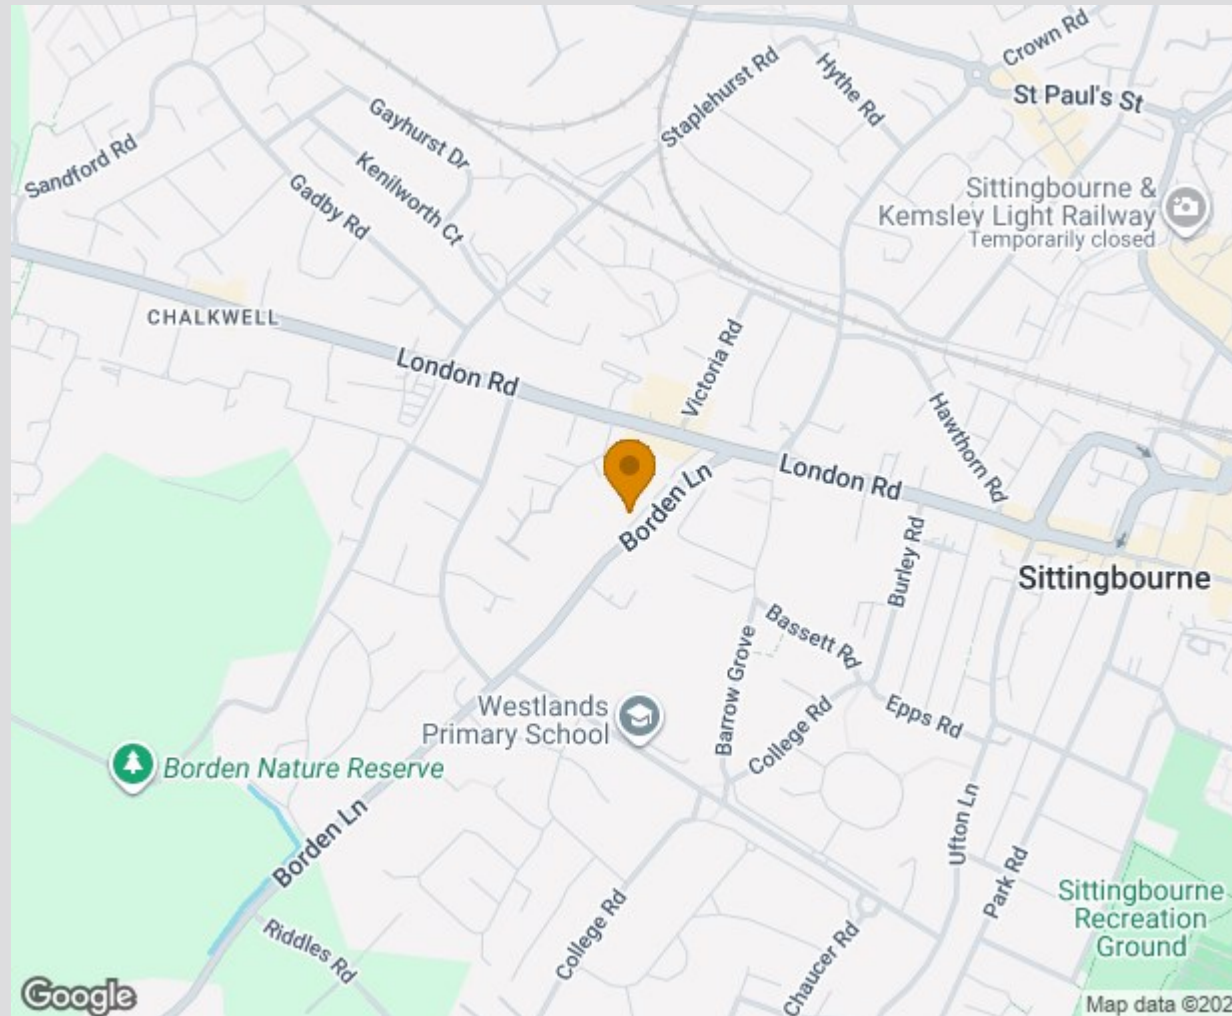 Crown Rd
St Paul's St
Hythe Rd
Staplehurst Rd
Gayhurst Dr
Kenilworth Ct
Sandford Rd
Gadby Rd
Sittingbourne &
Kemsley Light Railway
Temporarily closed
CHALKWELL
London Rd
Victoria Rd
Hawthorn Rd
London Rd
Borden Ln
Burley Rd
Sittingbourne
Bassett Rd
Barrow Grove
Westlands
Primary School
College Rd
Epps Rd
Borden Nature Reserve
Borden Ln
Ufton Ln
Park Rd
Sittingbourne
Recreation
Ground
College Rd
Chaucer Rd
Riddles Rd
Google
Map data ©202